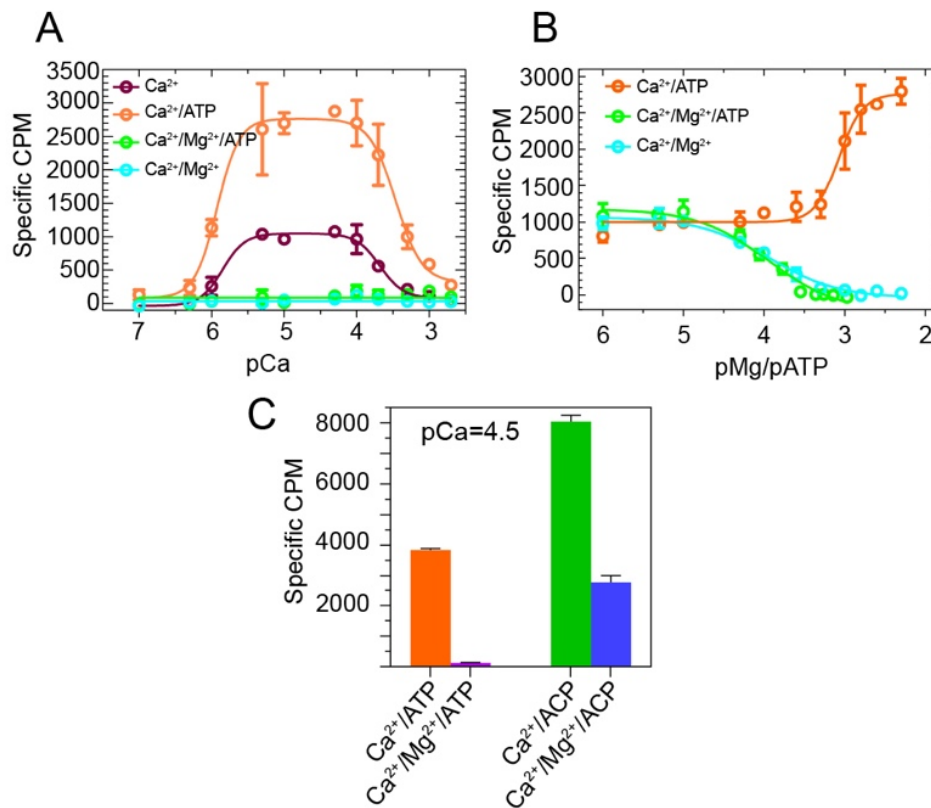 A
3500
3000
2500
2000
1500
1000
500
0
Specific CPM
Ca²⁺
Ca²⁺/ATP
Ca²⁺/Mg²⁺/ATP
Ca²⁺/Mg²⁺
7 6 5 4 3
pCa
B
3000
2500
2000
1500
1000
500
0
Specific CPM
Ca²⁺/ATP
Ca²⁺/Mg²⁺/ATP
Ca²⁺/Mg²⁺
6 5 4 3 2
pMg/pATP
C
pCa=4.5
8000
6000
4000
2000
Specific CPM
Ca²⁺/ATP
Ca²⁺/Mg²⁺/ATP
Ca²⁺/ACP
Ca²⁺/Mg²⁺/ACP